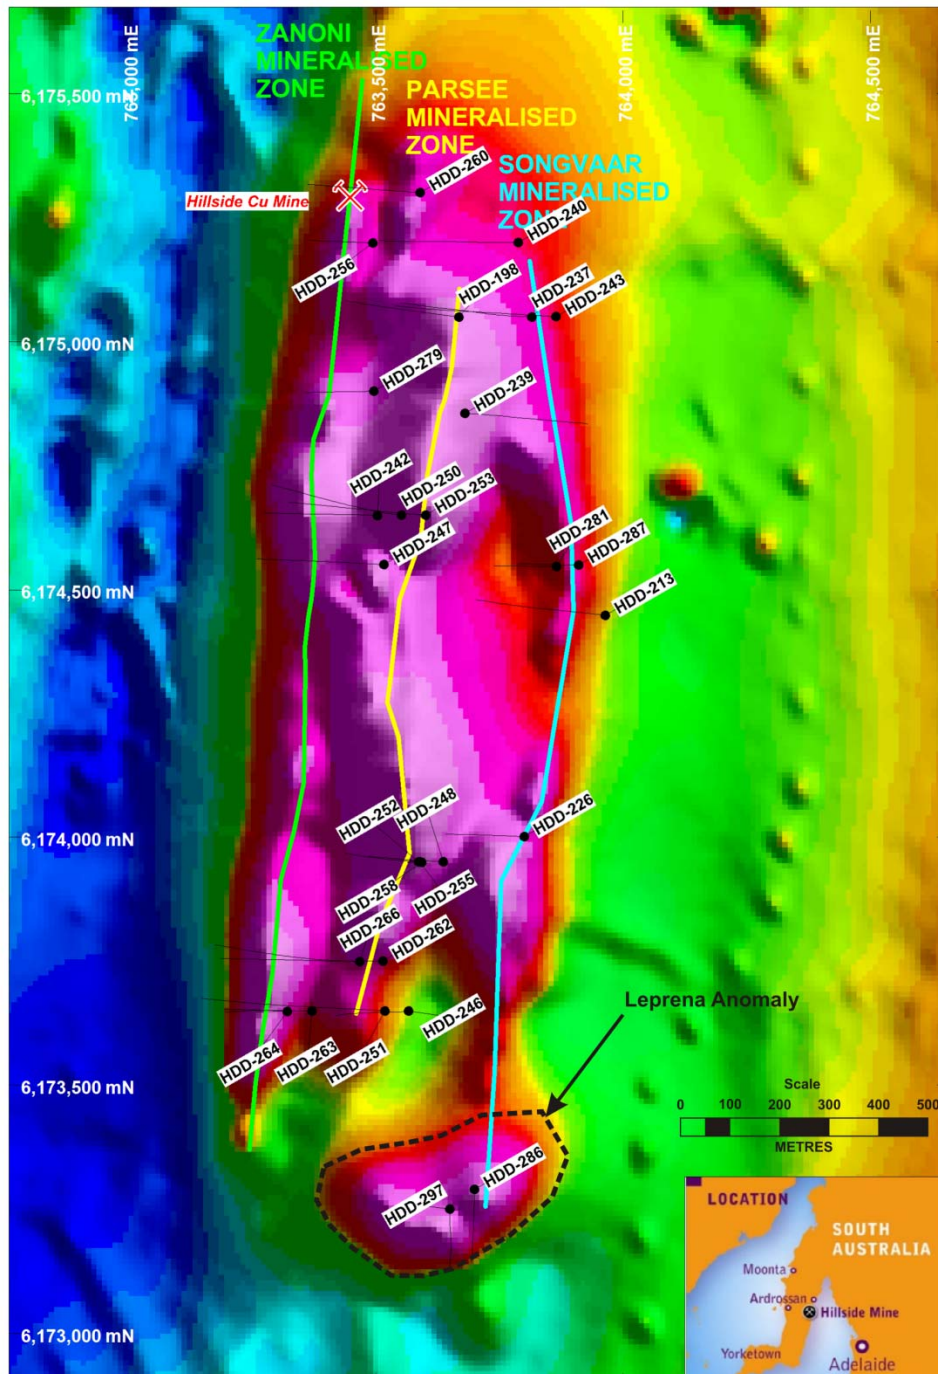 ZANONI
MINERALISED
ZONE
763,000 mE
763,500 mE
764,000 mE
764,500 mE
6,175,500 mN
PARSEE
MINERALISED
ZONE
SONGVAAR
MINERALISED
ZONE
HDD-260
Hillside Cu Mine
HDD-240
HDD-256
HDD-198
HDD-237
HDD-243
6,175,000 mN
HDD-279
HDD-239
HDD-242
HDD-250
HDD-253
HDD-247
HDD-281
HDD-287
6,174,500 mN
HDD-213
HDD-252
HDD-248
HDD-226
6,174,000 mN
HDD-258
HDD-255
HDD-266
HDD-262
Leprena Anomaly
HDD-264
HDD-263
HDD-251
HDD-246
6,173,500 mN
Scale
0 100 200 300 400 500
METRES
HDD-286
HDD-297
LOCATION
SOUTH
AUSTRALIA
Moonta
Ardrossan
Hillside Mine
Yorketown
Adelaide
6,173,000 mN